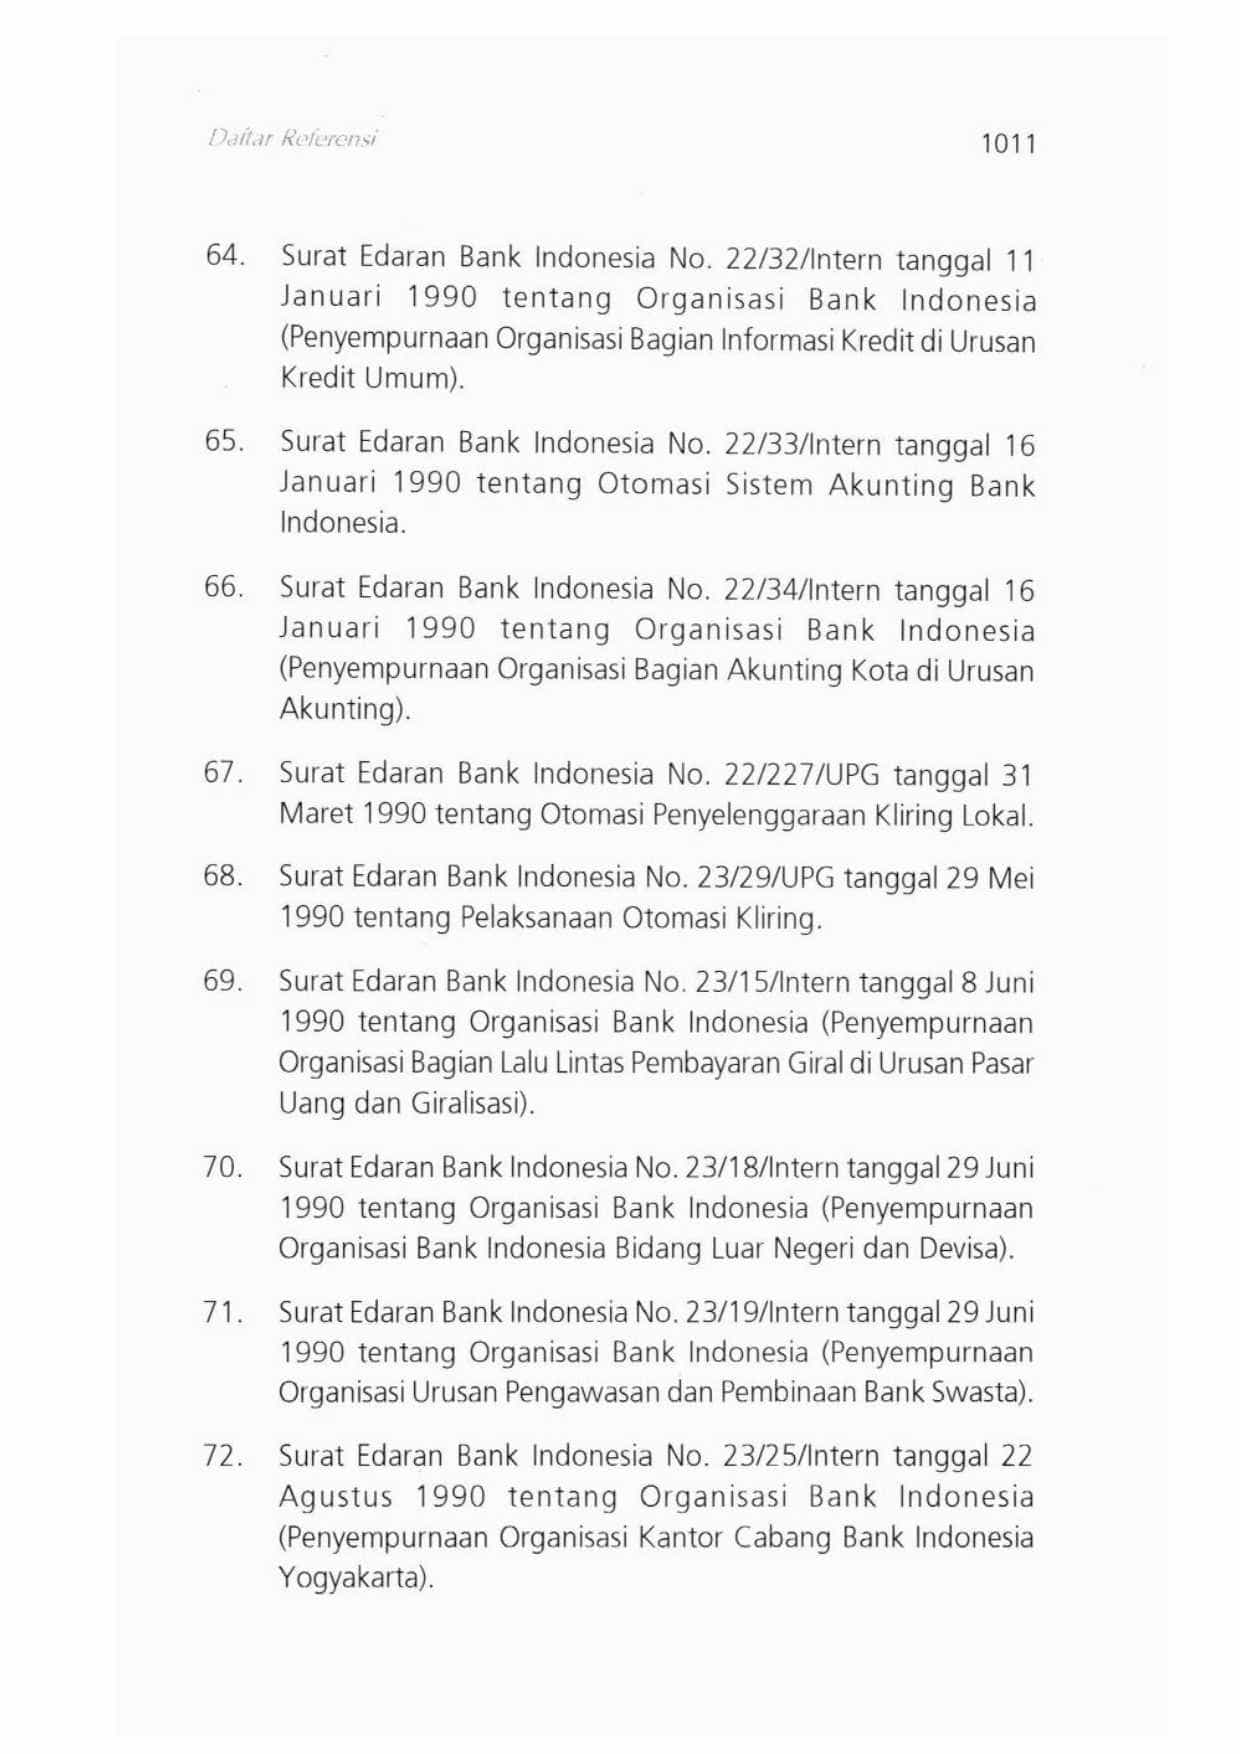 Daftar Referensi 1011
64. Surat Edaran Bank Indonesia No. 22/32/Intern tanggal 11
Januari 1990 tentang Organisasi Bank Indonesia
(Penyempurnaan Organisasi Bagian Informasi Kredit di Urusan
Kredit Umum).
65. Surat Edaran Bank Indonesia No. 22/33/Intern tanggal 16
Januari 1990 tentang Otomasi Sistem Akunting Bank
Indonesia.
66. Surat Edaran Bank Indonesia No. 22/34/Intern tanggal 16
Januari 1990 tentang Organisasi Bank Indonesia
(Penyempurnaan Organisasi Bagian Akunting Kota di Urusan
Akunting).
67. Surat Edaran Bank Indonesia No. 22/227/UPG tanggal 31
Maret 1990 tentang Otomasi Penyelenggaraan Kliring Lokal.
68. Surat Edaran Bank Indonesia No. 23/29/UPG tanggal 29 Mei
1990 tentang Pelaksanaan Otomasi Kliring.
69. Surat Edaran Bank Indonesia No. 23/15/Intern tanggal 8 Juni
1990 tentang Organisasi Bank Indonesia (Penyempurnaan
Organisasi Bagian Lalu Lintas Pembayaran Giral di Urusan Pasar
Uang dan Giralisasi).
70. Surat Edaran Bank Indonesia No. 23/18/Intern tanggal 29 Juni
1990 tentang Organisasi Bank Indonesia (Penyempurnaan
Organisasi Bank Indonesia Bidang Luar Negeri dan Devisa).
71. Surat Edaran Bank Indonesia No. 23/19/Intern tanggal 29 Juni
1990 tentang Organisasi Bank Indonesia (Penyempurnaan
Organisasi Urusan Pengawasan dan Pembinaan Bank Swasta).
72. Surat Edaran Bank Indonesia No. 23/25/Intern tanggal 22
Agustus 1990 tentang Organisasi Bank Indonesia
(Penyempurnaan Organisasi Kantor Cabang Bank Indonesia
Yogyakarta).